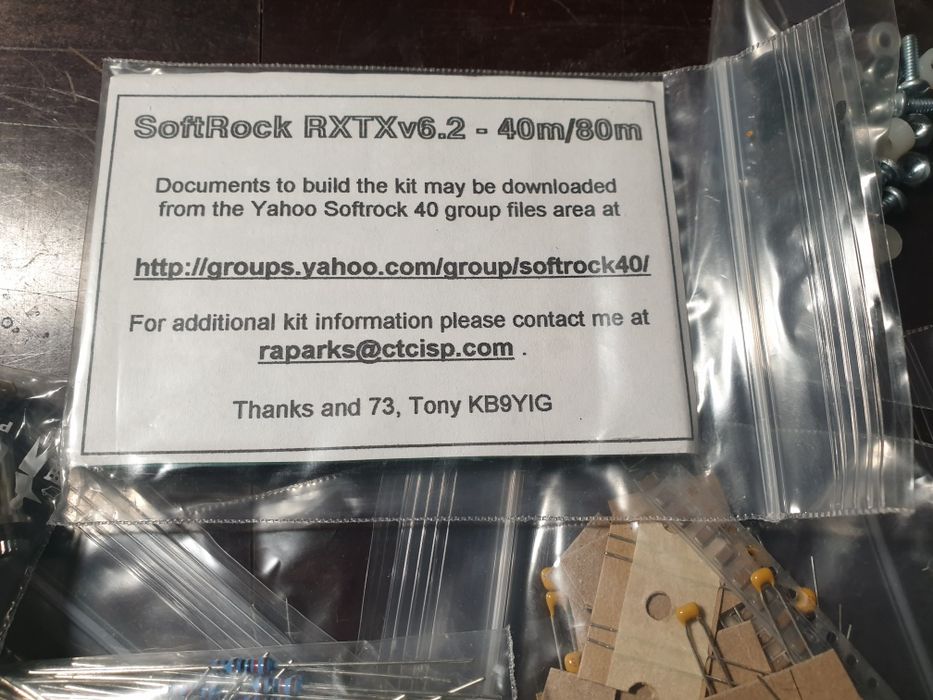 SoftRock RXTXv6.2 - 40m/80m
Documents to build the kit may be downloaded
from the Yahoo Softrock 40 group files area at
http://groups.yahoo.com/group/softrock40/
For additional kit information please contact me at
raparks@ctcisp.com .
Thanks and 73, Tony KB9YIG